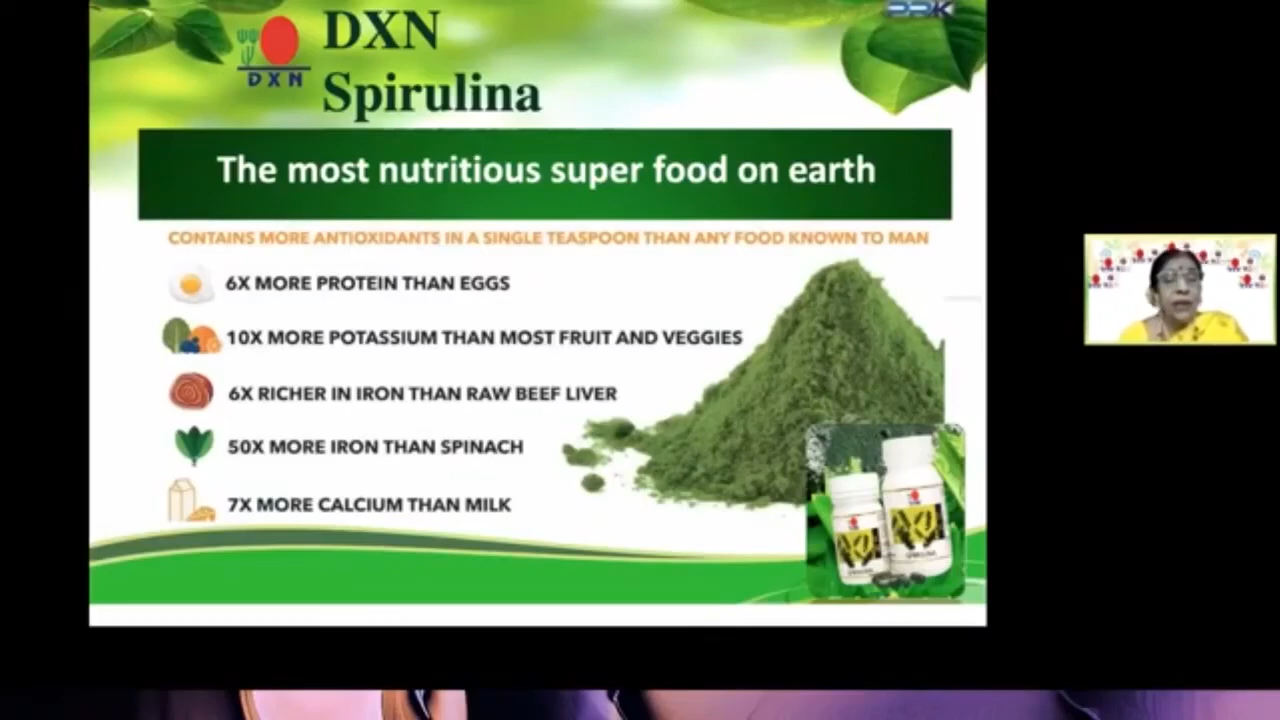 DXN
DXN
Spirulina
The most nutritious super food on earth
CONTAINS MORE ANTIOXIDANTS IN A SINGLE TEASPOON THAN ANY FOOD KNOWN TO MAN
6X MORE PROTEIN THAN EGGS
10X MORE POTASSIUM THAN MOST FRUIT AND VEGGIES
6X RICHER IN IRON THAN RAW BEEF LIVER
50X MORE IRON THAN SPINACH
7X MORE CALCIUM THAN MILK